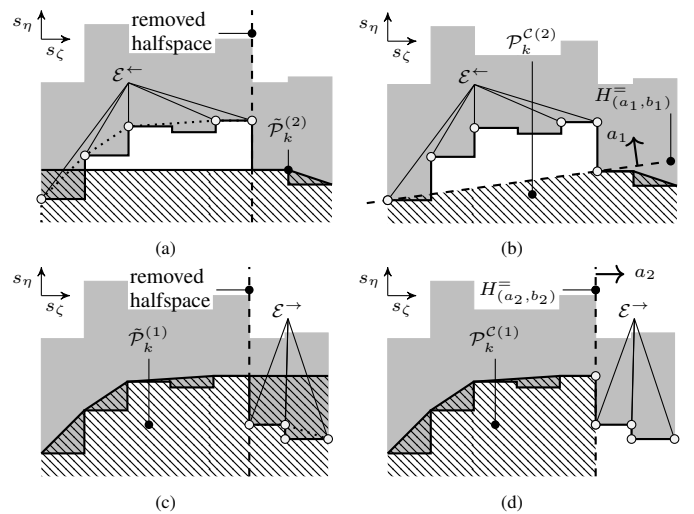 s_η
s_ζ
removed
halfspace
ℰ^←
𝒫̃_k^(2)
(a)
s_η
s_ζ
𝒫_k^𝒞(2)
ℰ^←
H^=_(a_1,b_1)
a_1
(b)
s_η
s_ζ
removed
halfspace
ℰ^→
𝒫̃_k^(1)
(c)
s_η
s_ζ
H^=_(a_2,b_2)
a_2
ℰ^→
𝒫_k^𝒞(1)
(d)